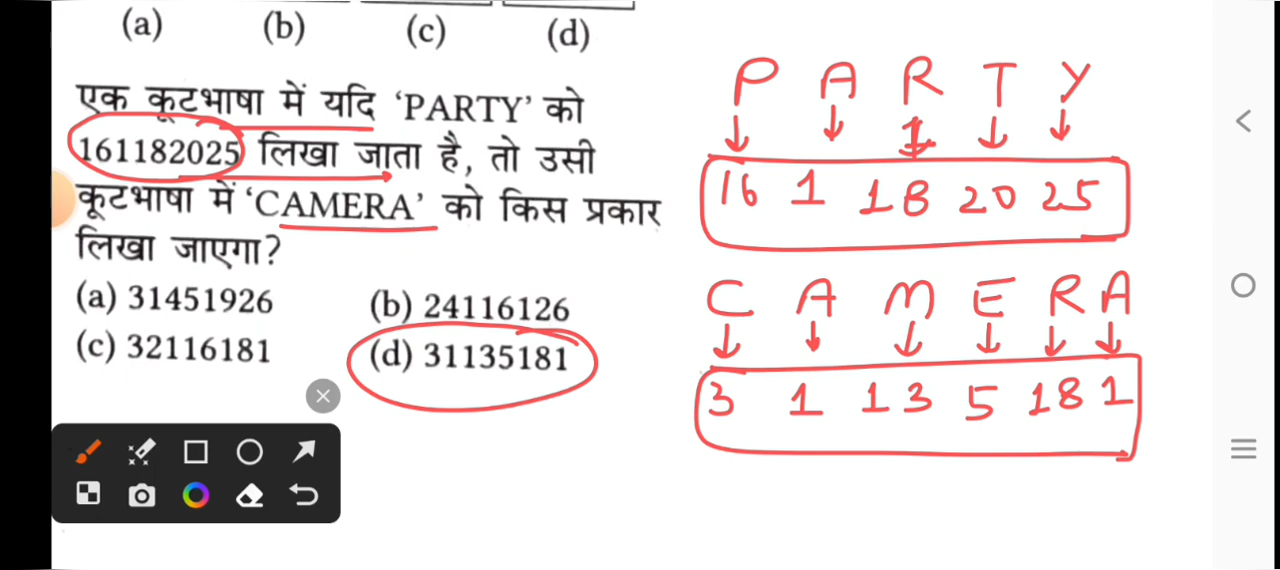 (a) (b) (c) (d)
एक कूटभाषा में यदि 'PARTY' को
161182025 लिखा जाता है, तो उसी
कूटभाषा में 'CAMERA' को किस प्रकार
लिखा जाएगा?
(a) 31451926 (b) 24116126
(c) 32116181 (d) 31135181
P A R T Y
1
16 1 18 20 25
C A M E R A
3 1 13 5 18 1